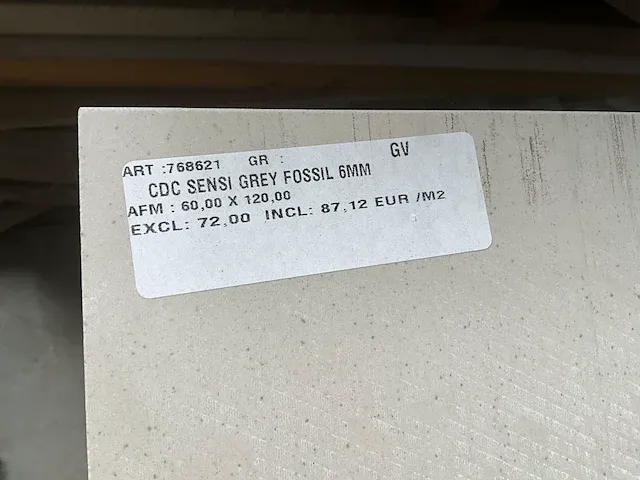 ART :768621 GR : GV
CDC SENSI GREY FOSSIL 6MM
AFM : 60,00 X 120,00
EXCL: 72,00 INCL: 87,12 EUR /M2